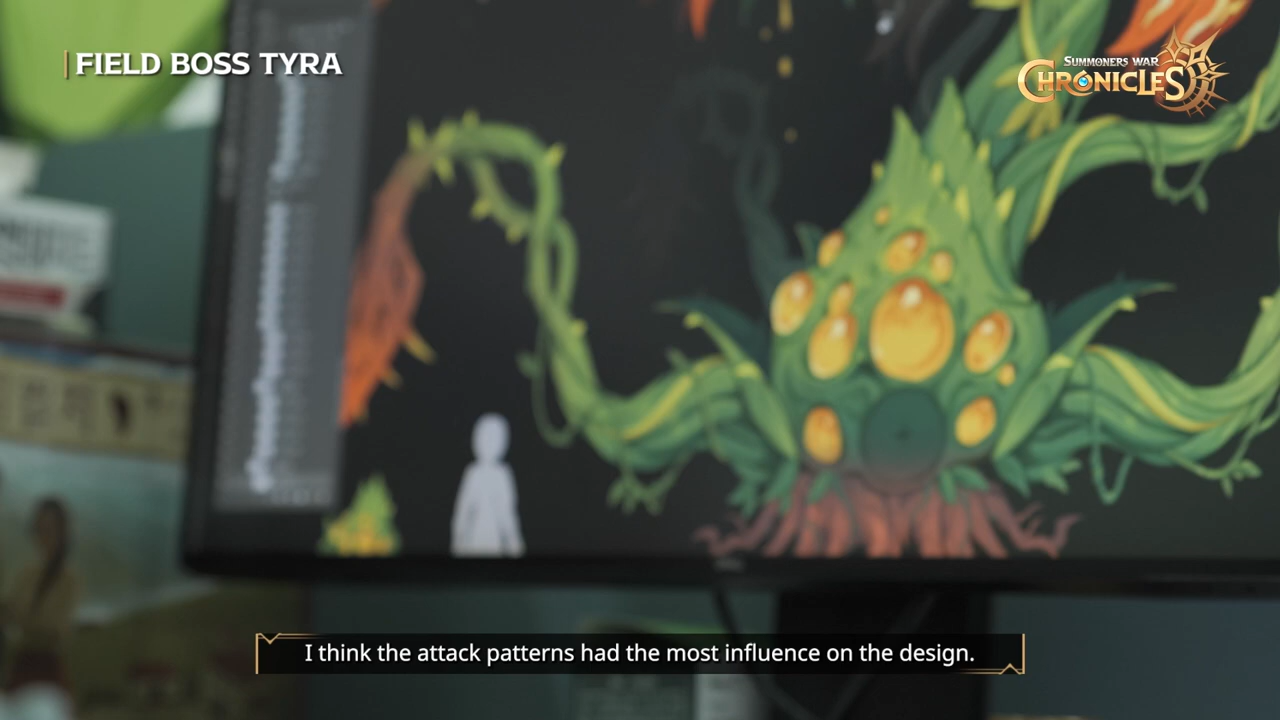 FIELD BOSS TYRA
SUMMONERS WAR
CHRONICLES
I think the attack patterns had the most influence on the design.